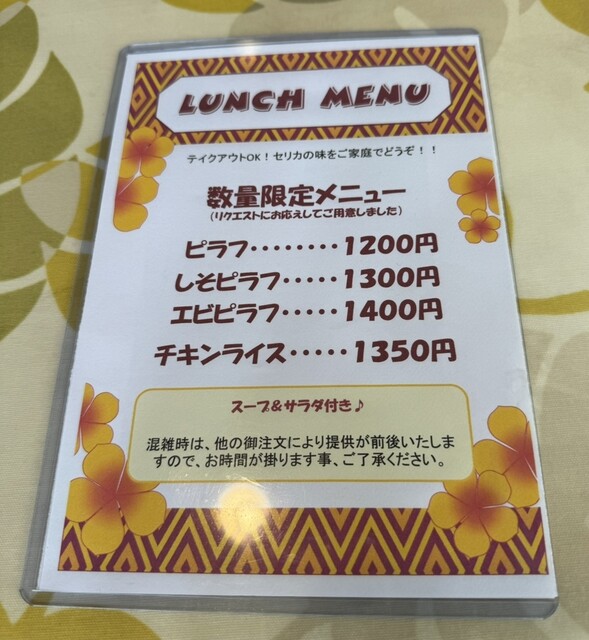 LUNCH MENU
テイクアウトOK！セリカの味をご家庭でどうぞ！！
数量限定メニュー
(リクエストにお応えしてご用意しました)
ピラフ‥‥‥‥1200円
しそピラフ‥‥・1300円
エビピラフ‥‥・1400円
チキンライス‥‥・1350円
スープ&サラダ付き♪
混雑時は、他の御注文により提供が前後いたしま
すので、お時間が掛ります事、ご了承ください。